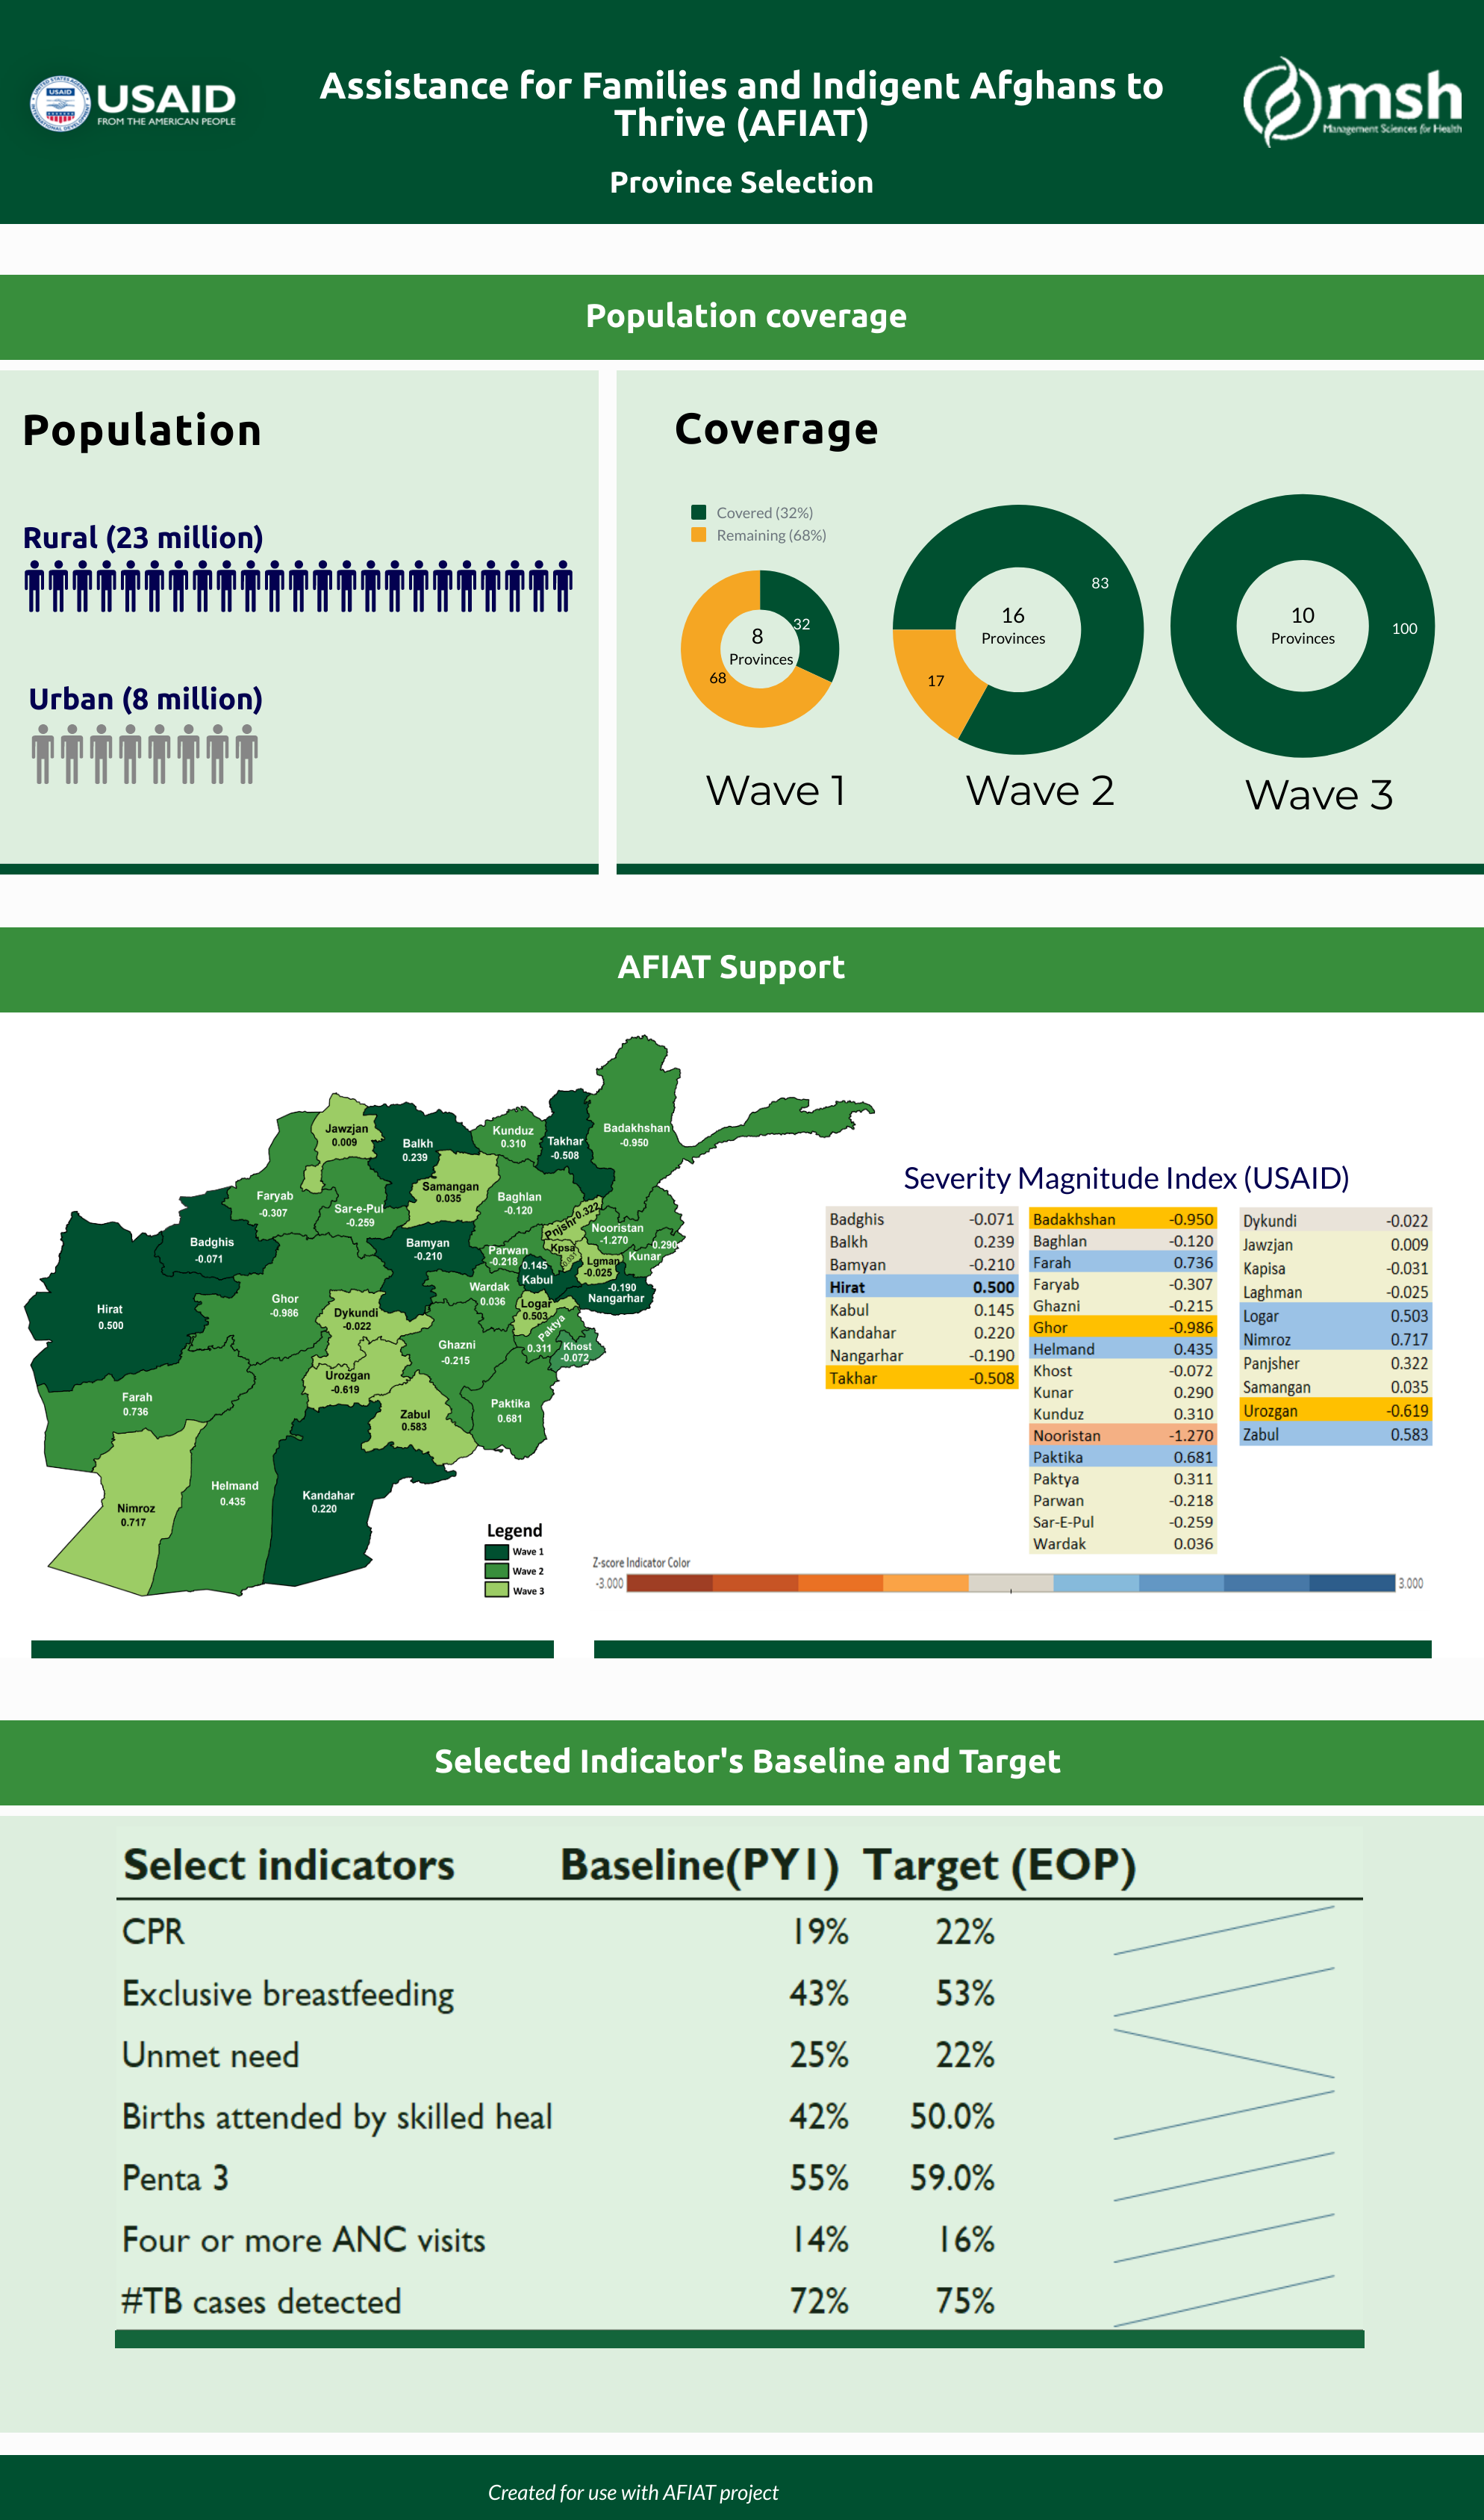 USAID
FROM THE AMERICAN PEOPLE
Assistance for Families and Indigent Afghans to
Thrive (AFIAT)
Province Selection
msh
Management Sciences for Health
Population coverage
Population
Rural (23 million)
Urban (8 million)
Coverage
Covered (32%)
Remaining (68%)
32
8
Provinces
68
83
16
Provinces
17
10
Provinces
100
Wave 1
Wave 2
Wave 3
AFIAT Support
Jawzjan
0.009
Balkh
0.239
Kunduz
0.310
Takhar
-0.508
Badakhshan
-0.950
Faryab
-0.307
Sar-e-Pul
-0.259
Samangan
0.035
Baghlan
-0.120
Pnjshr 0.322
Nooristan
-1.270
0.290
Kunar
Badghis
-0.071
Bamyan
-0.210
Parwan
-0.218
Kpsa
Lgman
-0.025
0.145
Kabul
-0.190
Nangarhar
Hirat
0.500
Ghor
-0.986
Wardak
0.036
Logar
0.503
Dykundi
-0.022
Paktya
0.311
Khost
-0.072
Ghazni
-0.215
Urozgan
-0.619
Farah
0.736
Zabul
0.583
Paktika
0.681
Nimroz
0.717
Helmand
0.435
Kandahar
0.220
Legend
Wave 1
Wave 2
Wave 3
Severity Magnitude Index (USAID)
Badghis -0.071
Balkh 0.239
Bamyan -0.210
Hirat 0.500
Kabul 0.145
Kandahar 0.220
Nangarhar -0.190
Takhar -0.508
Badakhshan -0.950
Baghlan -0.120
Farah 0.736
Faryab -0.307
Ghazni -0.215
Ghor -0.986
Helmand 0.435
Khost -0.072
Kunar 0.290
Kunduz 0.310
Nooristan -1.270
Paktika 0.681
Paktya 0.311
Parwan -0.218
Sar-E-Pul -0.259
Wardak 0.036
Dykundi -0.022
Jawzjan 0.009
Kapisa -0.031
Laghman -0.025
Logar 0.503
Nimroz 0.717
Panjsher 0.322
Samangan 0.035
Urozgan -0.619
Zabul 0.583
Z-score Indicator Color
-3.000 3.000
Selected Indicator's Baseline and Target
Select indicators Baseline(PY1) Target (EOP)
CPR 19% 22%
Exclusive breastfeeding 43% 53%
Unmet need 25% 22%
Births attended by skilled heal 42% 50.0%
Penta 3 55% 59.0%
Four or more ANC visits 14% 16%
#TB cases detected 72% 75%
Created for use with AFIAT project